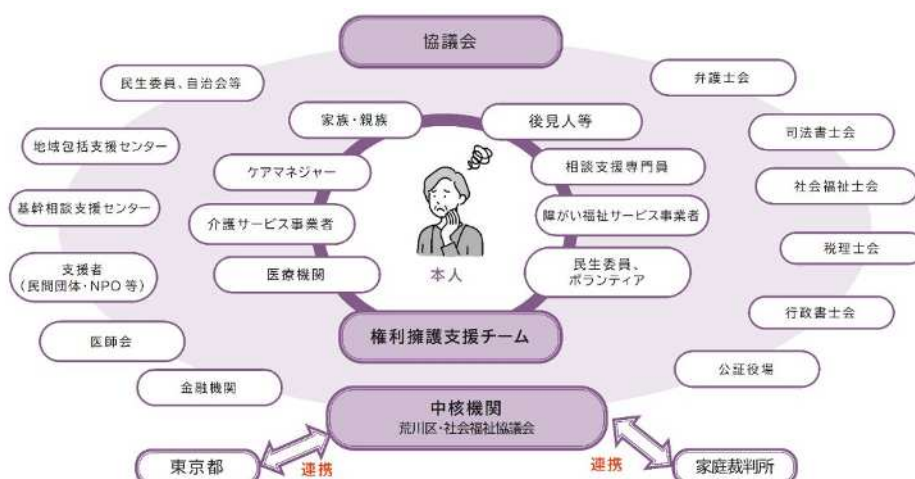 協議会
民生委員、自治会等
弁護士会
家族・親族
後見人等
地域包括支援センター
司法書士会
ケアマネジャー
相談支援専門員
基幹相談支援センター
社会福祉士会
介護サービス事業者
障がい福祉サービス事業者
税理士会
支援者
（民間団体・NPO 等）
医療機関
本人
民生委員、
ボランティア
医師会
行政書士会
権利擁護支援チーム
金融機関
公証役場
中核機関
荒川区・社会福祉協議会
東京都
連携
連携
家庭裁判所